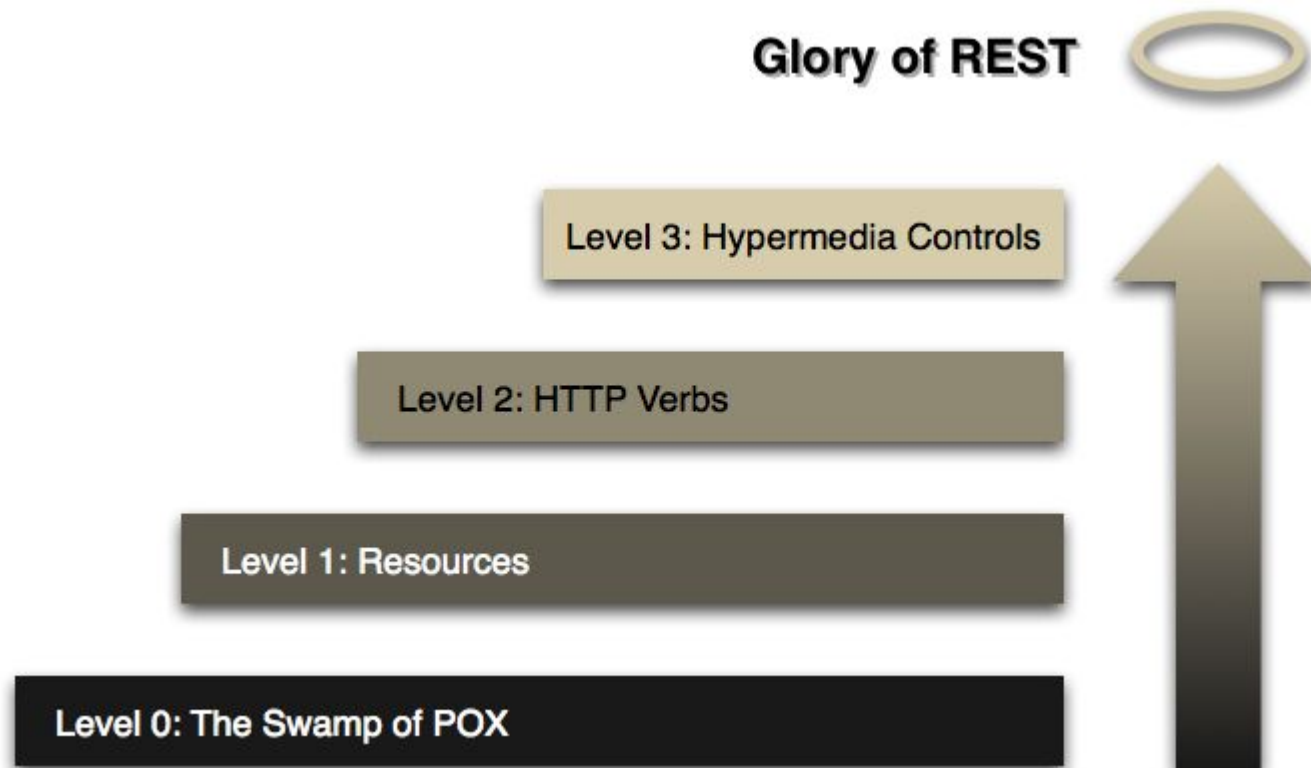 Glory of REST
Level 3: Hypermedia Controls
Level 2: HTTP Verbs
Level 1: Resources
Level 0: The Swamp of POX